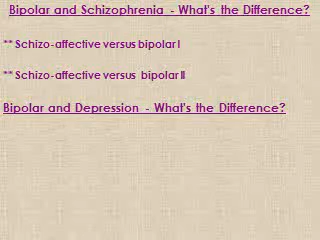 Bipolar and Schizophrenia - What's the Difference?
** Schizo-affective versus bipolar I
** Schizo-affective versus bipolar II
Bipolar and Depression - What's the Difference?